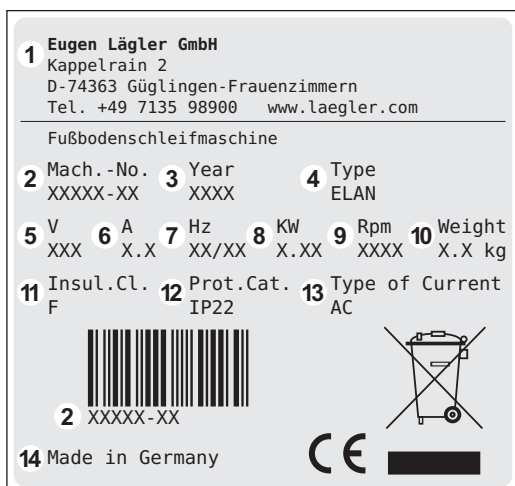 1 Eugen Lägler GmbH
Kappelrain 2
D-74363 Güglingen-Frauenzimmern
Tel. +49 7135 98900 www.laegler.com
Fußbodenschleifmaschine
2 Mach.-No. 3 Year 4 Type
XXXXX-XX XXXX ELAN
5 V 6 A 7 Hz 8 KW 9 Rpm 10 Weight
XXX X.X XX/XX X.XX XXXX X.X kg
11 Insul.Cl. 12 Prot.Cat. 13 Type of Current
F IP22 AC
2 XXXXX-XX
14 Made in Germany CE